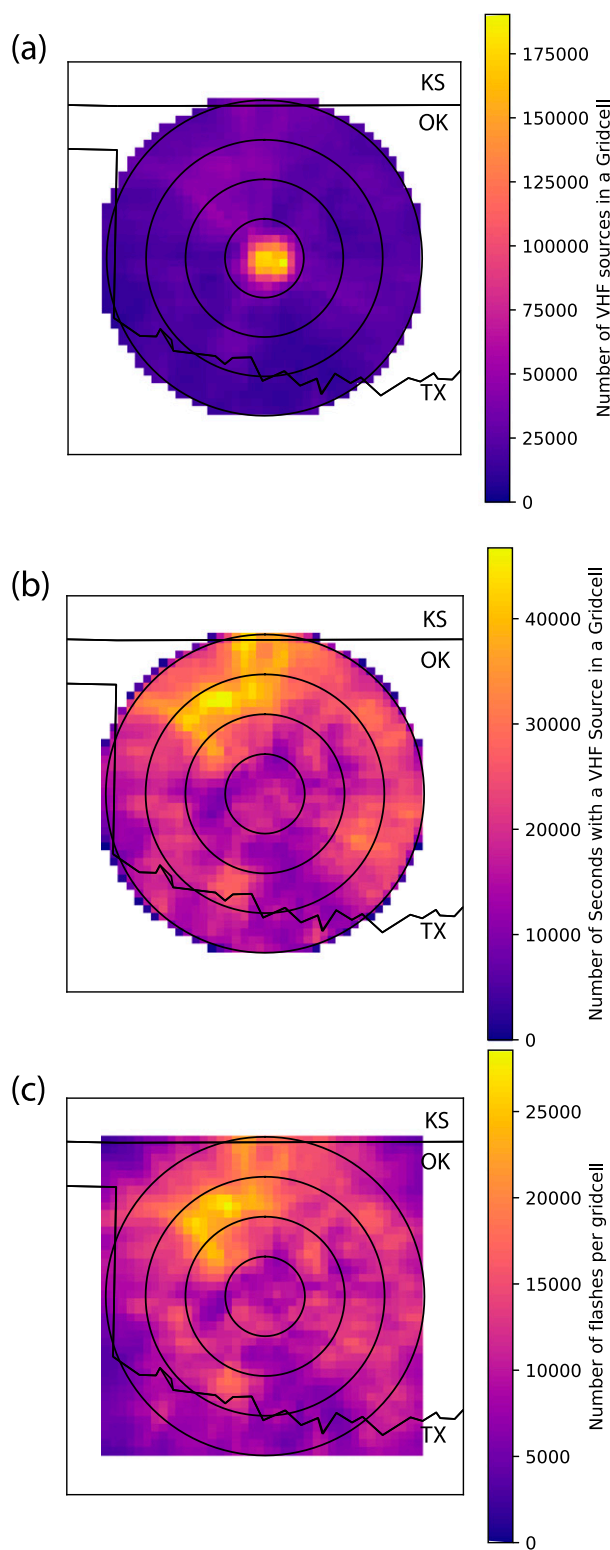 (a)
KS
OK
TX
175000
150000
125000
100000
75000
50000
25000
0
Number of VHF sources in a Gridcell
(b)
KS
OK
TX
40000
30000
20000
10000
0
Number of Seconds with a VHF Source in a Gridcell
(c)
KS
OK
TX
25000
20000
15000
10000
5000
0
Number of flashes per gridcell